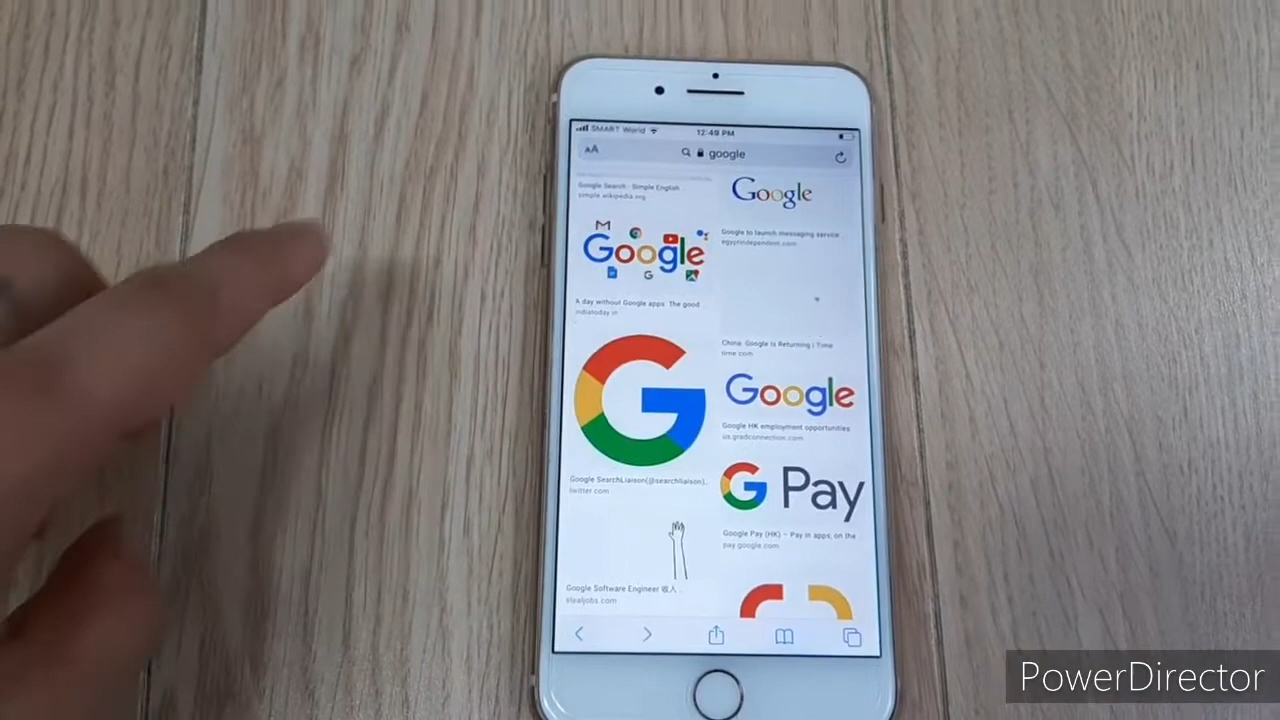 SMART World 12:49 PM
AA google
Google Search - Simple English ..
simple.wikipedia.org
Google
Google to launch messaging service
egyptindependent.com
Google
G
A day without Google apps: The good
indiatoday.in
China: Google Is Returning | Time
time.com
Google
Google HK employment opportunities
us.gradconnection.com
G
Google SearchLiaison(@searchliaison)..
twitter.com
G Pay
Google Pay (HK) – Pay in apps, on the
pay.google.com
Google Software Engineer 收入 ..
PowerDirector